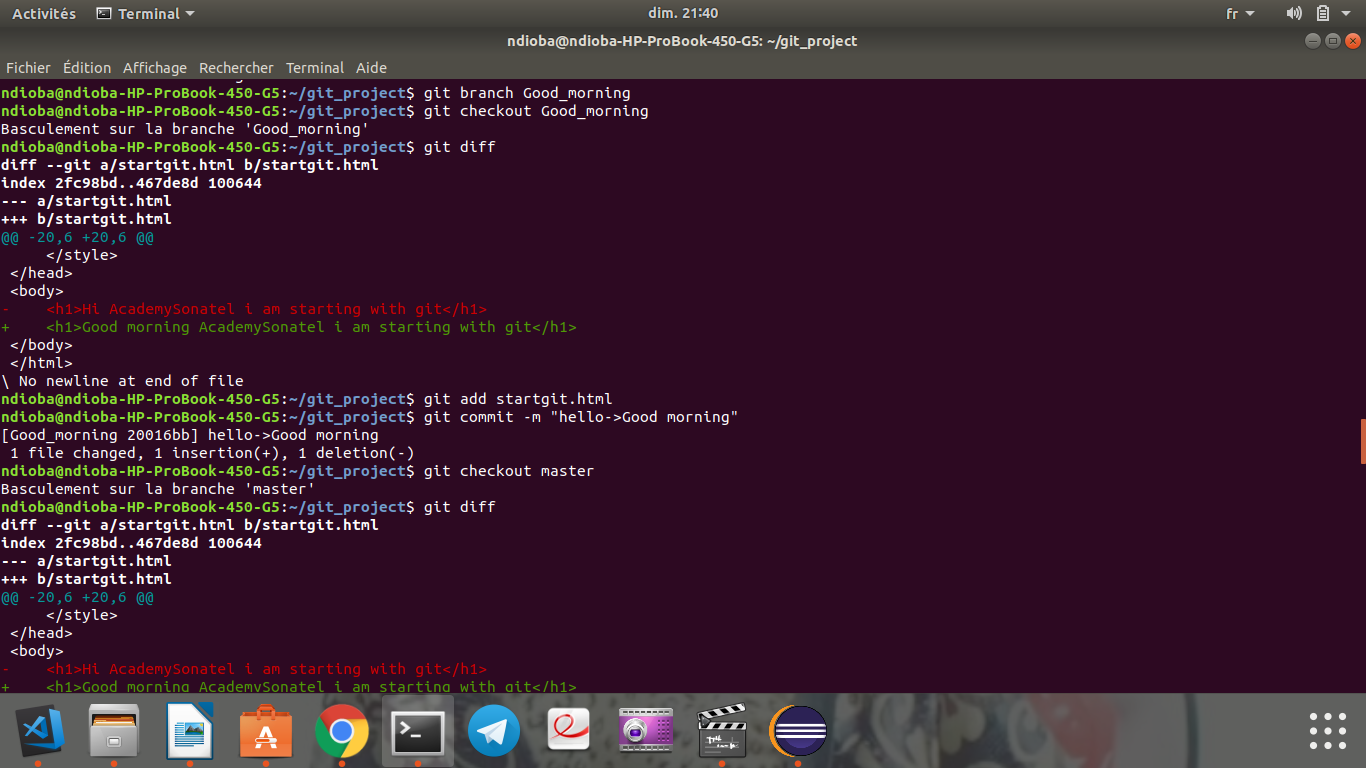 Activités Terminal dim. 21:40 fr
ndioba@ndioba-HP-ProBook-450-G5: ~/git_project
Fichier Édition Affichage Rechercher Terminal Aide
ndioba@ndioba-HP-ProBook-450-G5:~/git_project$ git branch Good_morning
ndioba@ndioba-HP-ProBook-450-G5:~/git_project$ git checkout Good_morning
Basculement sur la branche 'Good_morning'
ndioba@ndioba-HP-ProBook-450-G5:~/git_project$ git diff
diff --git a/startgit.html b/startgit.html
index 2fc98bd..467de8d 100644
--- a/startgit.html
+++ b/startgit.html
@@ -20,6 +20,6 @@
     </style>
 </head>
 <body>
-    <h1>Hi AcademySonatel i am starting with git</h1>
+    <h1>Good morning AcademySonatel i am starting with git</h1>
 </body>
 </html>
\ No newline at end of file
ndioba@ndioba-HP-ProBook-450-G5:~/git_project$ git add startgit.html
ndioba@ndioba-HP-ProBook-450-G5:~/git_project$ git commit -m "hello->Good morning"
[Good_morning 20016bb] hello->Good morning
 1 file changed, 1 insertion(+), 1 deletion(-)
ndioba@ndioba-HP-ProBook-450-G5:~/git_project$ git checkout master
Basculement sur la branche 'master'
ndioba@ndioba-HP-ProBook-450-G5:~/git_project$ git diff
diff --git a/startgit.html b/startgit.html
index 2fc98bd..467de8d 100644
--- a/startgit.html
+++ b/startgit.html
@@ -20,6 +20,6 @@
     </style>
 </head>
 <body>
-    <h1>Hi AcademySonatel i am starting with git</h1>
+    <h1>Good morning AcademySonatel i am starting with git</h1>